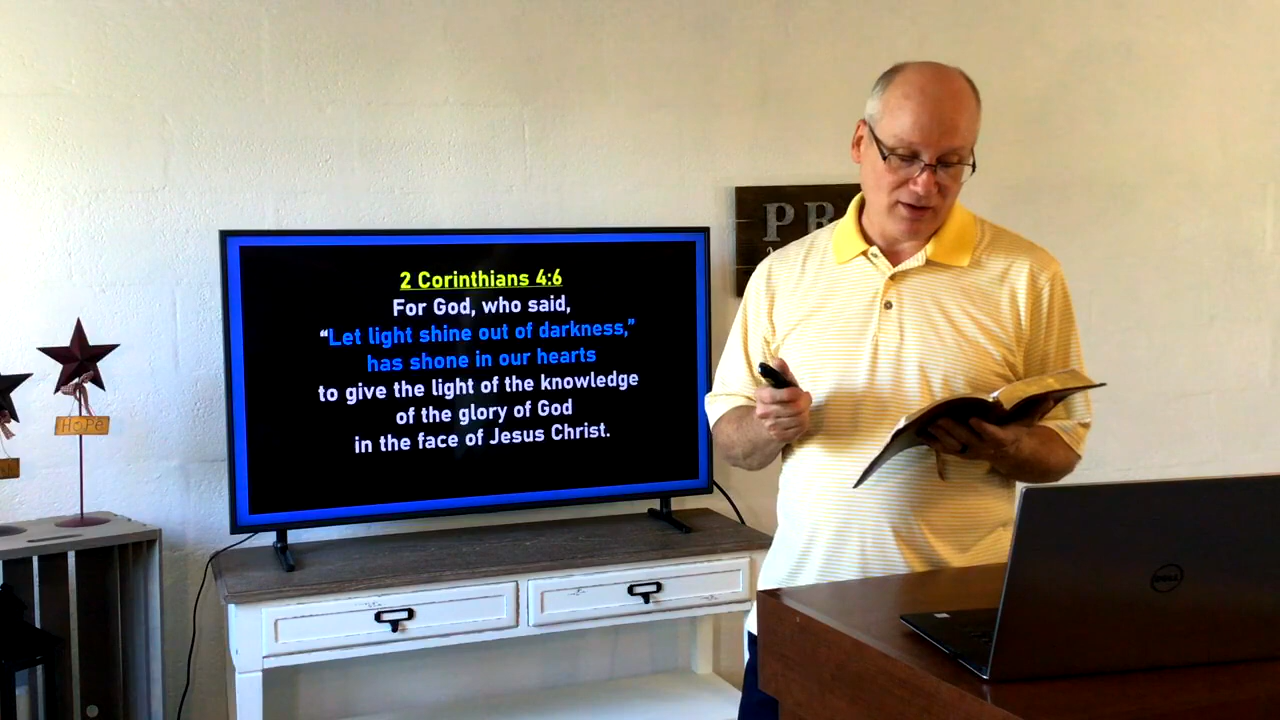 2 Corinthians 4:6
For God, who said,
“Let light shine out of darkness,”
has shone in our hearts
to give the light of the knowledge
of the glory of God
in the face of Jesus Christ.
PR
HOPe
DELL